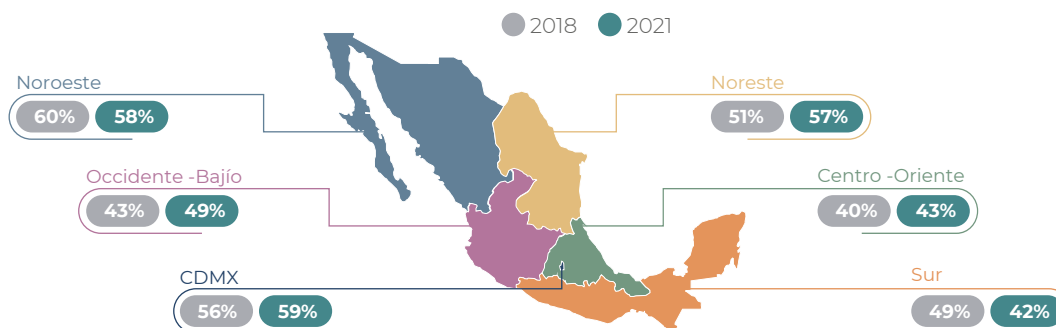 2018 2021
Noroeste
60% 58%
Noreste
51% 57%
Occidente -Bajío
43% 49%
Centro -Oriente
40% 43%
CDMX
56% 59%
Sur
49% 42%